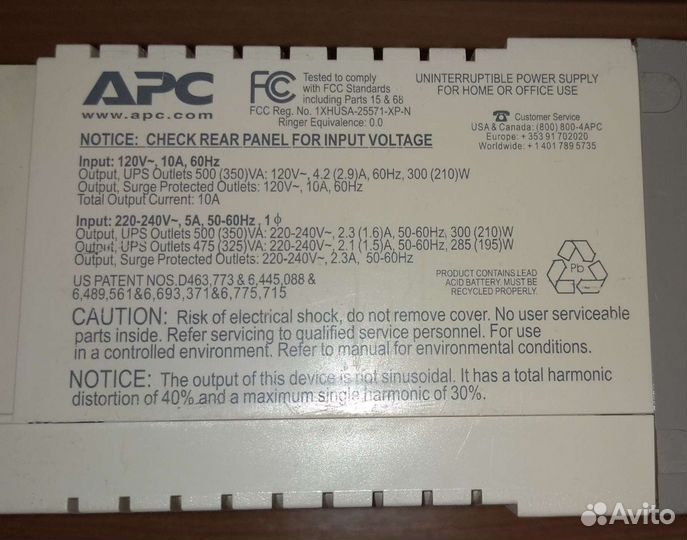 APC
www.apc.com
FCC
Tested to comply
with FCC Standards
including Parts 15 & 68
FCC Reg. No. 1XHUSA-25571-XP-N
Ringer Equivalence: 0.0
UNINTERRUPTIBLE POWER SUPPLY
FOR HOME OR OFFICE USE
Customer Service
USA & Canada: (800) 800-4APC
Europe: +353 91 702020
Worldwide: +1 401 789 5735
NOTICE: CHECK REAR PANEL FOR INPUT VOLTAGE
Input: 120V~, 10A, 60Hz
Output, UPS Outlets 500 (350)VA: 120V~, 4.2 (2.9)A, 60Hz, 300 (210)W
Output, Surge Protected Outlets: 120V~, 10A, 60Hz
Total Output Current: 10A
Input: 220-240V~, 5A, 50-60Hz, 1ϕ
Output, UPS Outlets 500 (350)VA: 220-240V~, 2.3 (1.6)A, 50-60Hz, 300 (210)W
Output, UPS Outlets 475 (325)VA: 220-240V~, 2.1 (1.5)A, 50-60Hz, 285 (195)W
Output, Surge Protected Outlets: 220-240V~, 2.3A, 50-60Hz
US PATENT NOS.D463,773 & 6,445,088 &
6,489,561&6,693,371&6,775,715
PRODUCT CONTAINS LEAD
ACID BATTERY. MUST BE
RECYCLED PROPERLY.
Pb
CAUTION: Risk of electrical shock, do not remove cover. No user serviceable
parts inside. Refer servicing to qualified service personnel. For use
in a controlled environment. Refer to manual for environmental conditions.
NOTICE: The output of this device is not sinusoidal. It has a total harmonic
distortion of 40% and a maximum single harmonic of 30%.
Avito